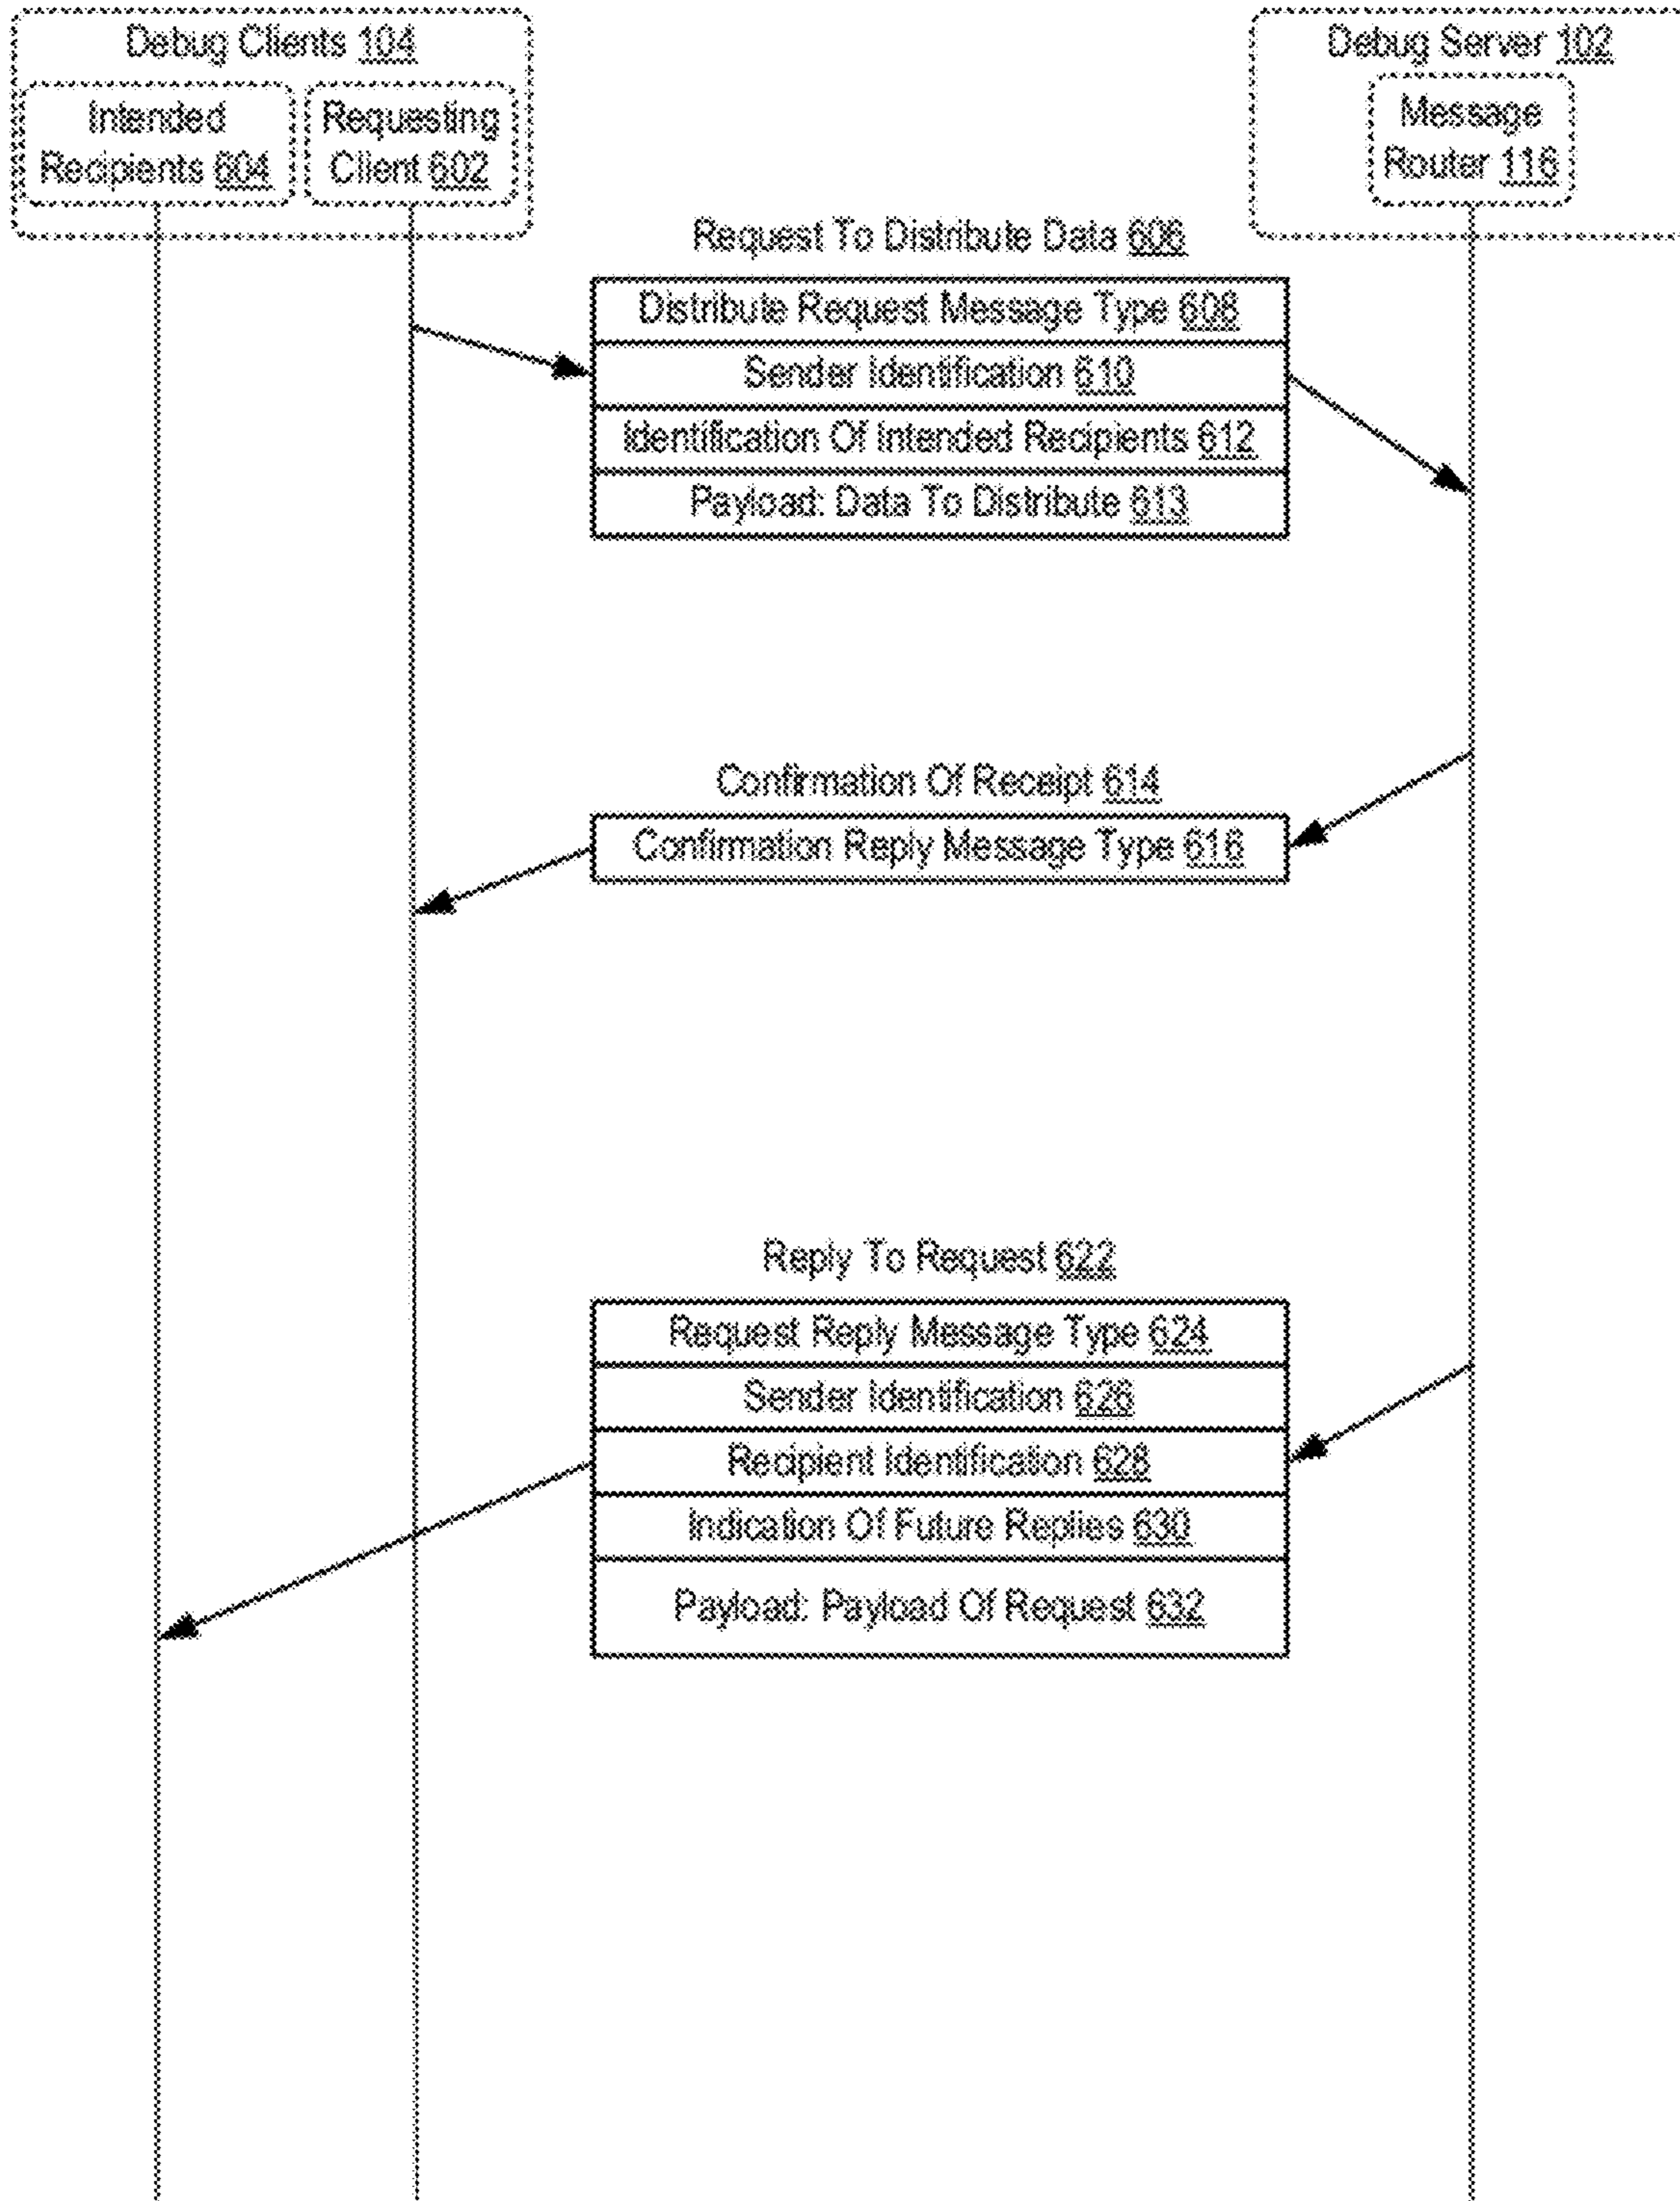 Debug Clients 104
Intended
Recipients 604
Requesting
Client 602
Debug Server 102
Message
Router 116
Request To Distribute Data 606
Distribute Request Message Type 608
Sender Identification 610
Identification Of Intended Recipients 612
Payload: Data To Distribute 613
Confirmation Of Receipt 614
Confirmation Reply Message Type 616
Reply To Request 622
Request Reply Message Type 624
Sender Identification 626
Recipient Identification 628
Indication Of Future Replies 630
Payload: Payload Of Request 632